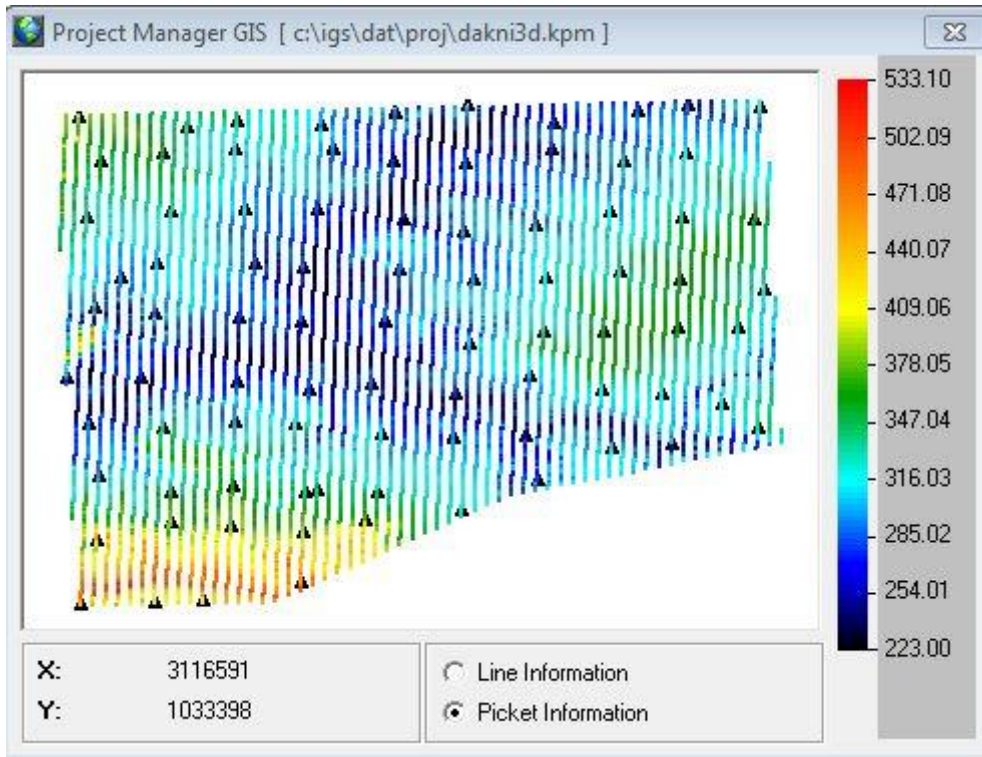 Project Manager GIS [ c:\igs\dat\proj\dakni3d.kpm ]
533.10
502.09
471.08
440.07
409.06
378.05
347.04
316.03
285.02
254.01
223.00
X: 3116591
Y: 1033398
Line Information
Picket Information